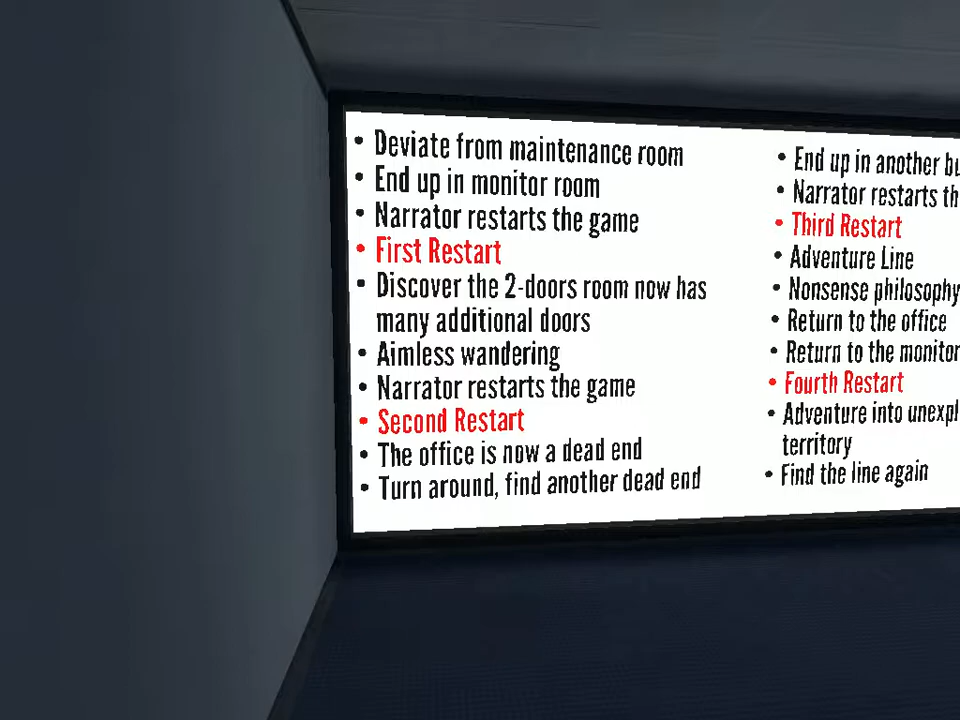 • Deviate from maintenance room
• End up in monitor room
• Narrator restarts the game
• First Restart
• Discover the 2-doors room now has
many additional doors
• Aimless wandering
• Narrator restarts the game
• Second Restart
• The office is now a dead end
• Turn around, find another dead end
• End up in another
• Narrator restarts
• Third Restart
• Adventure Line
• Nonsense philosophy
• Return to the office
• Return to the monitor
• Fourth Restart
• Adventure into
territory
• Find the line again